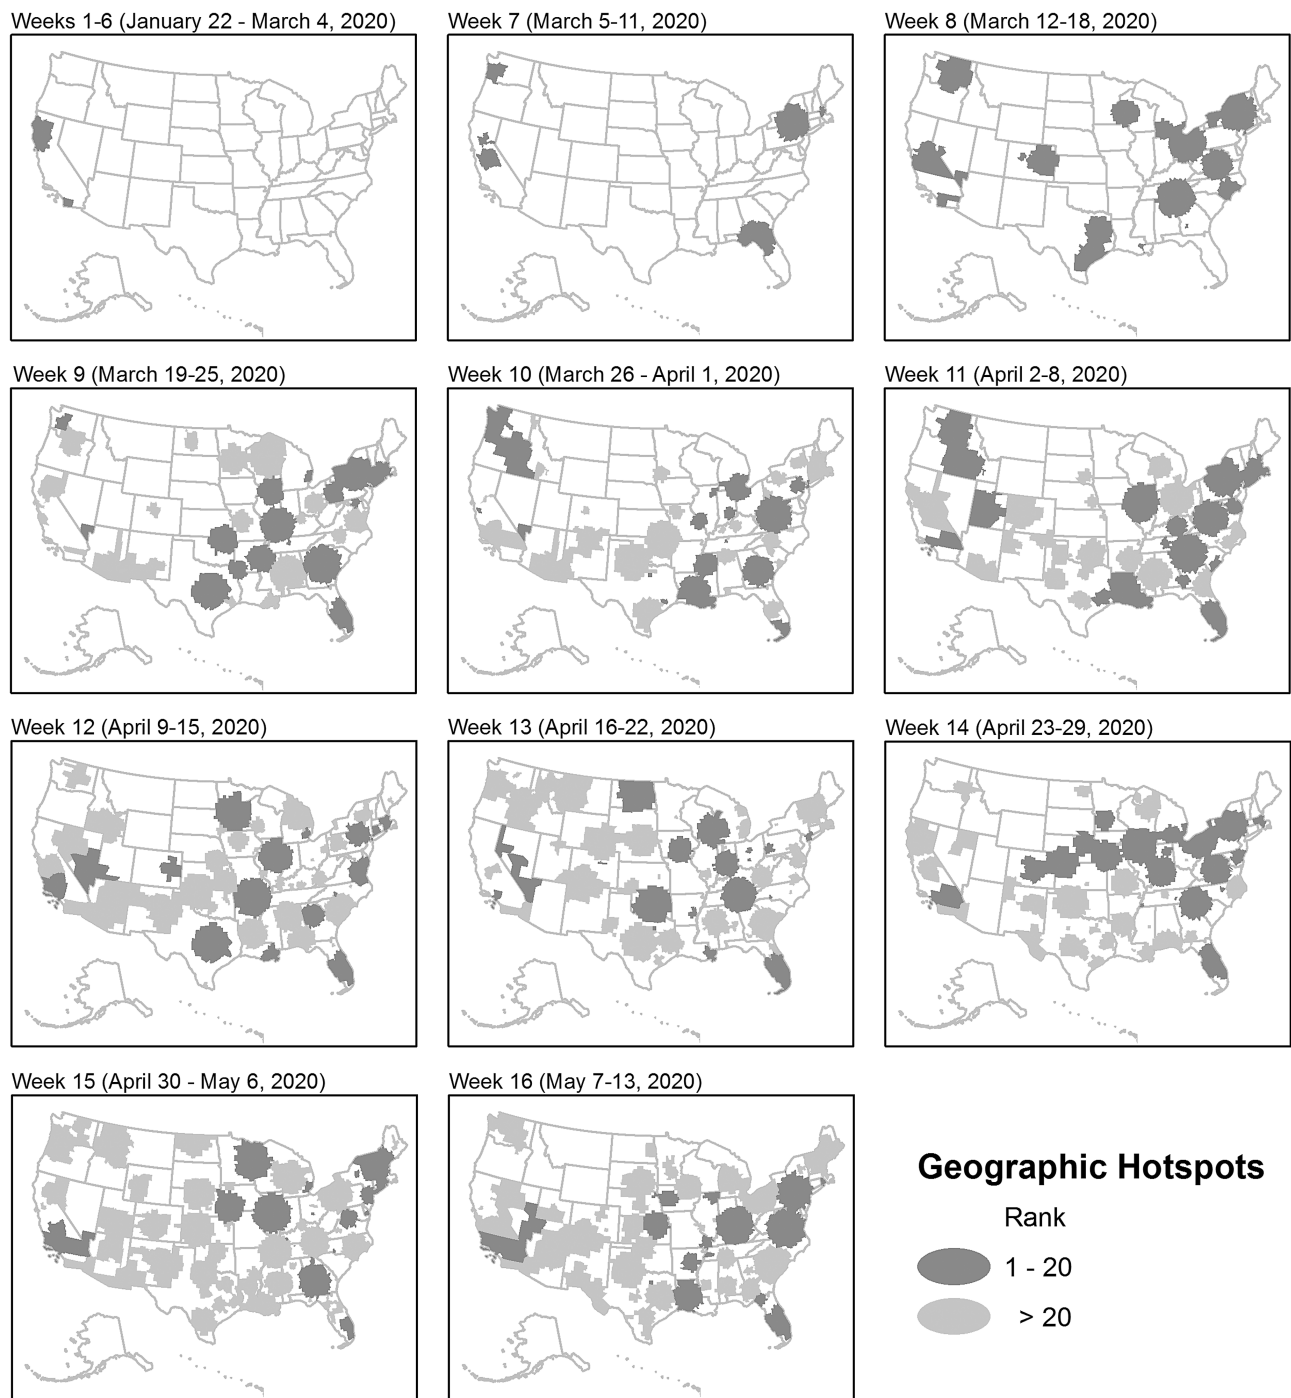 Weeks 1-6 (January 22 - March 4, 2020)
Week 7 (March 5-11, 2020)
Week 8 (March 12-18, 2020)
Week 9 (March 19-25, 2020)
Week 10 (March 26 - April 1, 2020)
Week 11 (April 2-8, 2020)
Week 12 (April 9-15, 2020)
Week 13 (April 16-22, 2020)
Week 14 (April 23-29, 2020)
Week 15 (April 30 - May 6, 2020)
Week 16 (May 7-13, 2020)
Geographic Hotspots
Rank
1 - 20
> 20